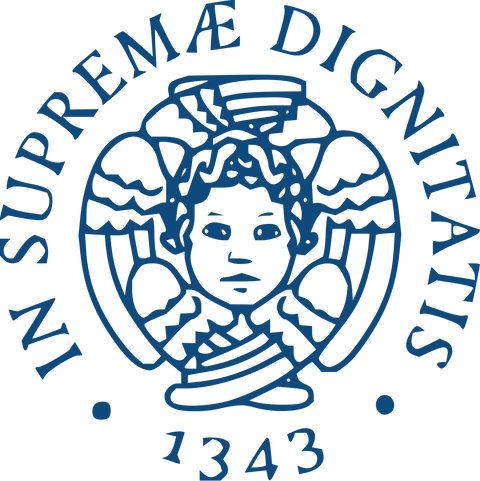 IN SUPREMÆ DIGNITATIS
1343